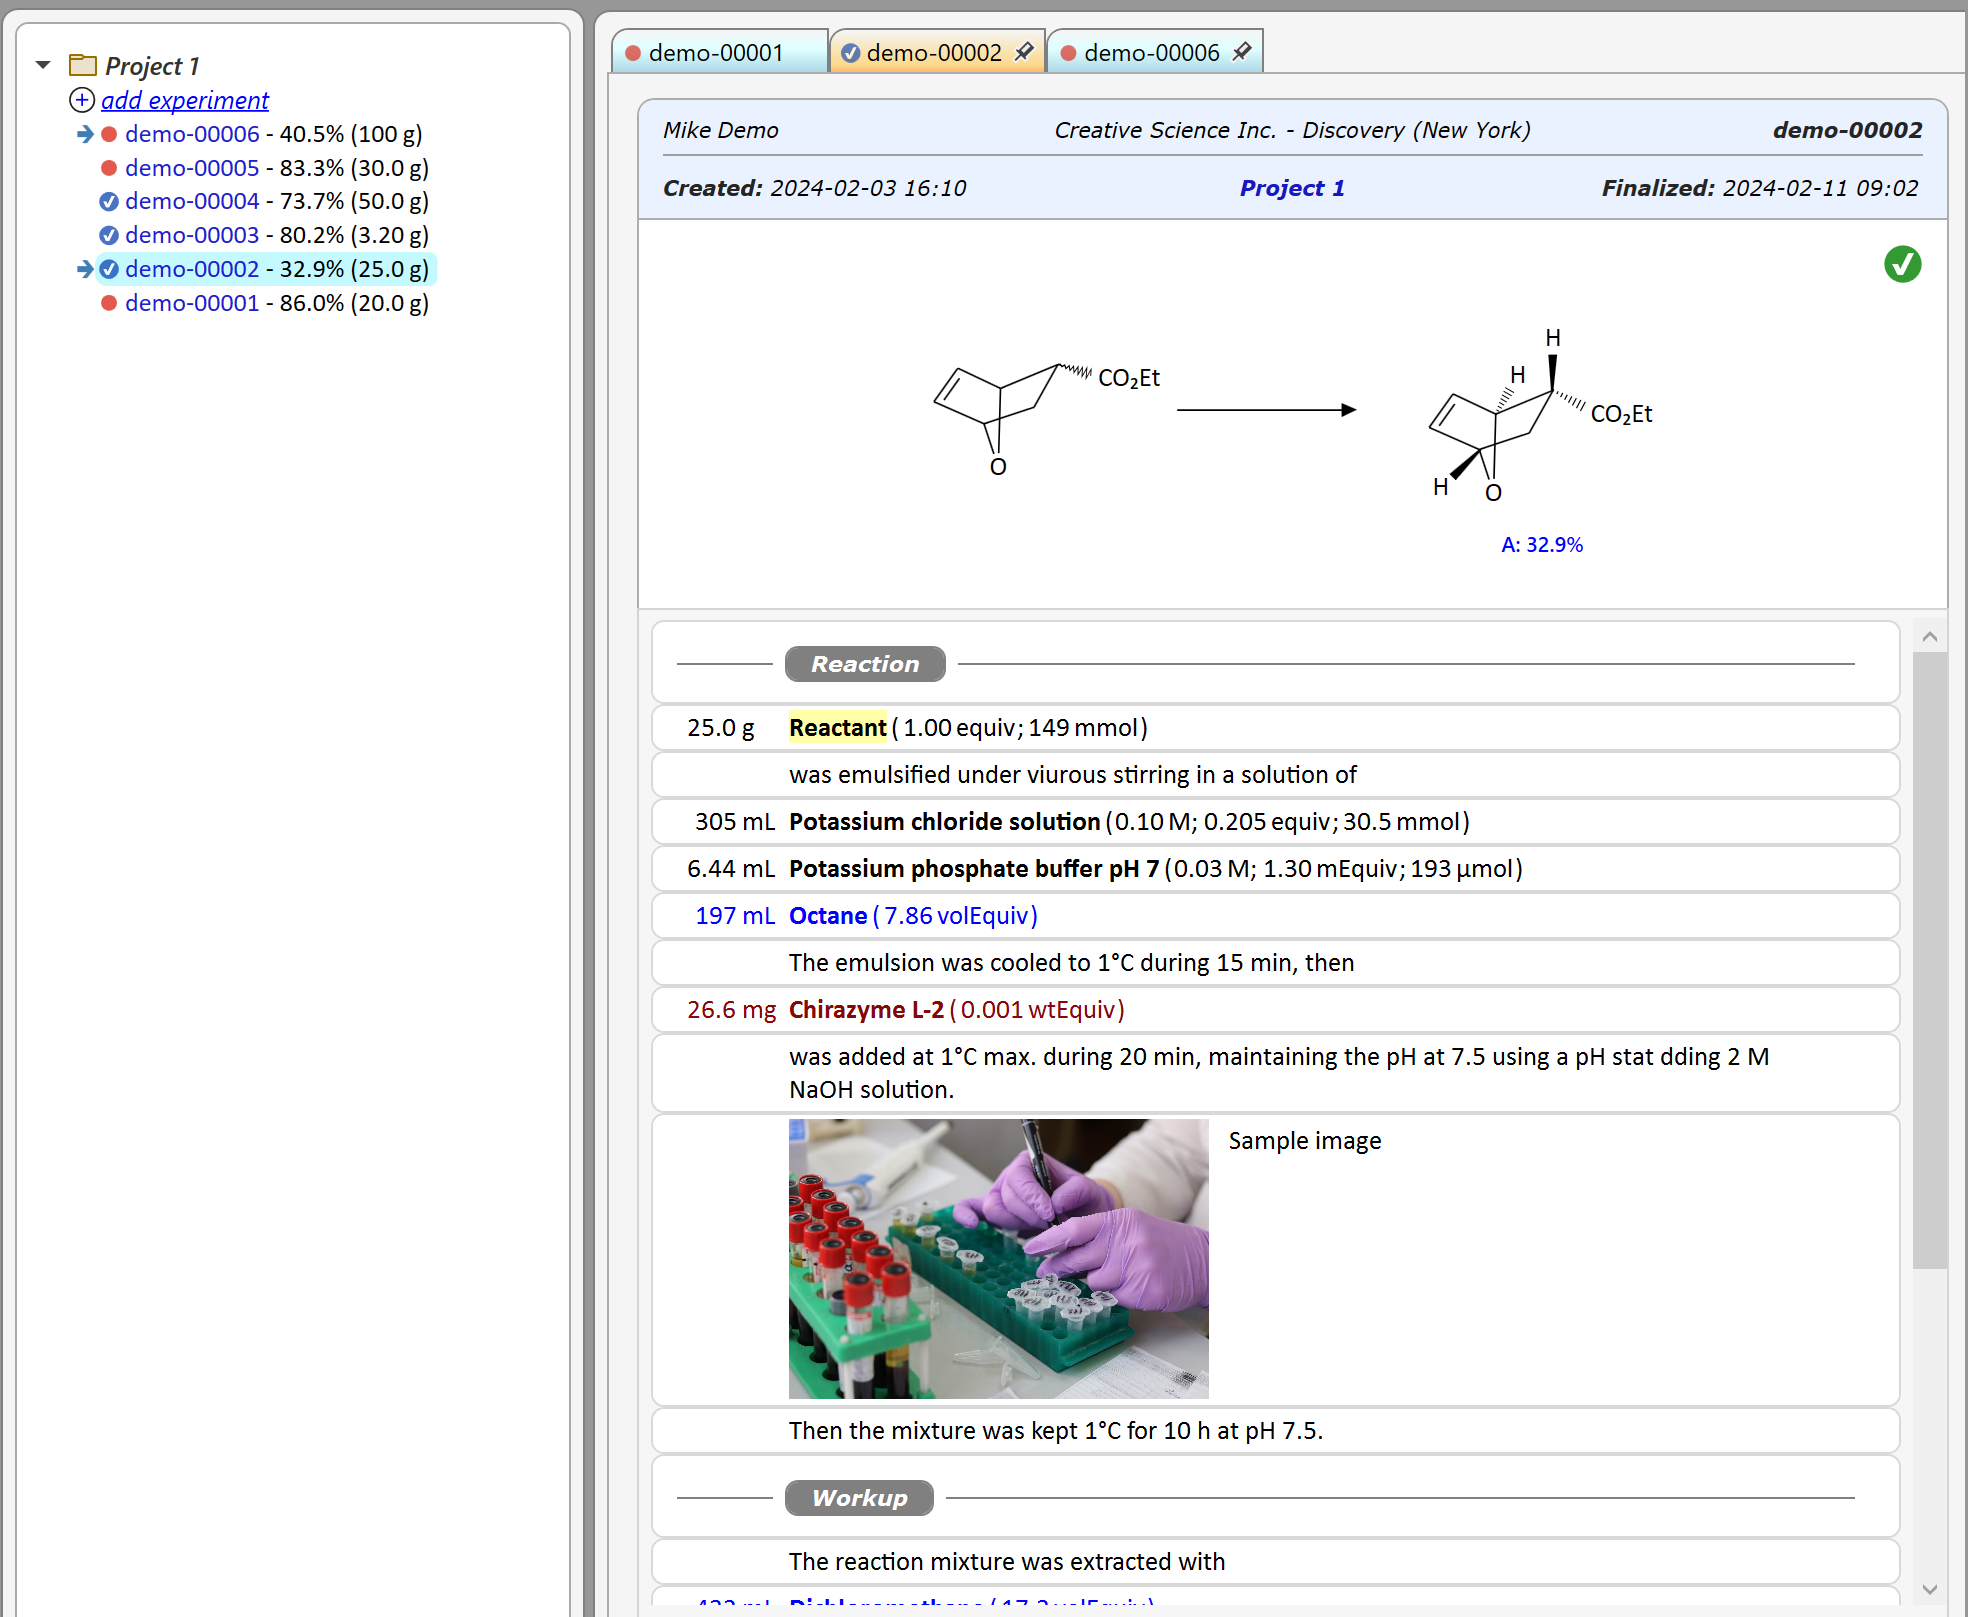 Project 1
add experiment
demo-00006 - 40.5% (100 g)
demo-00005 - 83.3% (30.0 g)
demo-00004 - 73.7% (50.0 g)
demo-00003 - 80.2% (3.20 g)
demo-00002 - 32.9% (25.0 g)
demo-00001 - 86.0% (20.0 g)
demo-00001 demo-00002 demo-00006
Mike Demo Creative Science Inc. - Discovery (New York) demo-00002
Created: 2024-02-03 16:10 Project 1 Finalized: 2024-02-11 09:02
H
H
CO₂Et
CO₂Et
O
H
O
A: 32.9%
Reaction
25.0 g Reactant (1.00 equiv; 149 mmol)
was emulsified under viurous stirring in a solution of
305 mL Potassium chloride solution (0.10 M; 0.205 equiv; 30.5 mmol)
6.44 mL Potassium phosphate buffer pH 7 (0.03 M; 1.30 mEquiv; 193 µmol)
197 mL Octane (7.86 volEquiv)
The emulsion was cooled to 1°C during 15 min, then
26.6 mg Chirazyme L-2 (0.001 wtEquiv)
was added at 1°C max. during 20 min, maintaining the pH at 7.5 using a pH stat dding 2 M
NaOH solution.
Sample image
Then the mixture was kept 1°C for 10 h at pH 7.5.
Workup
The reaction mixture was extracted with
Dichloromethane